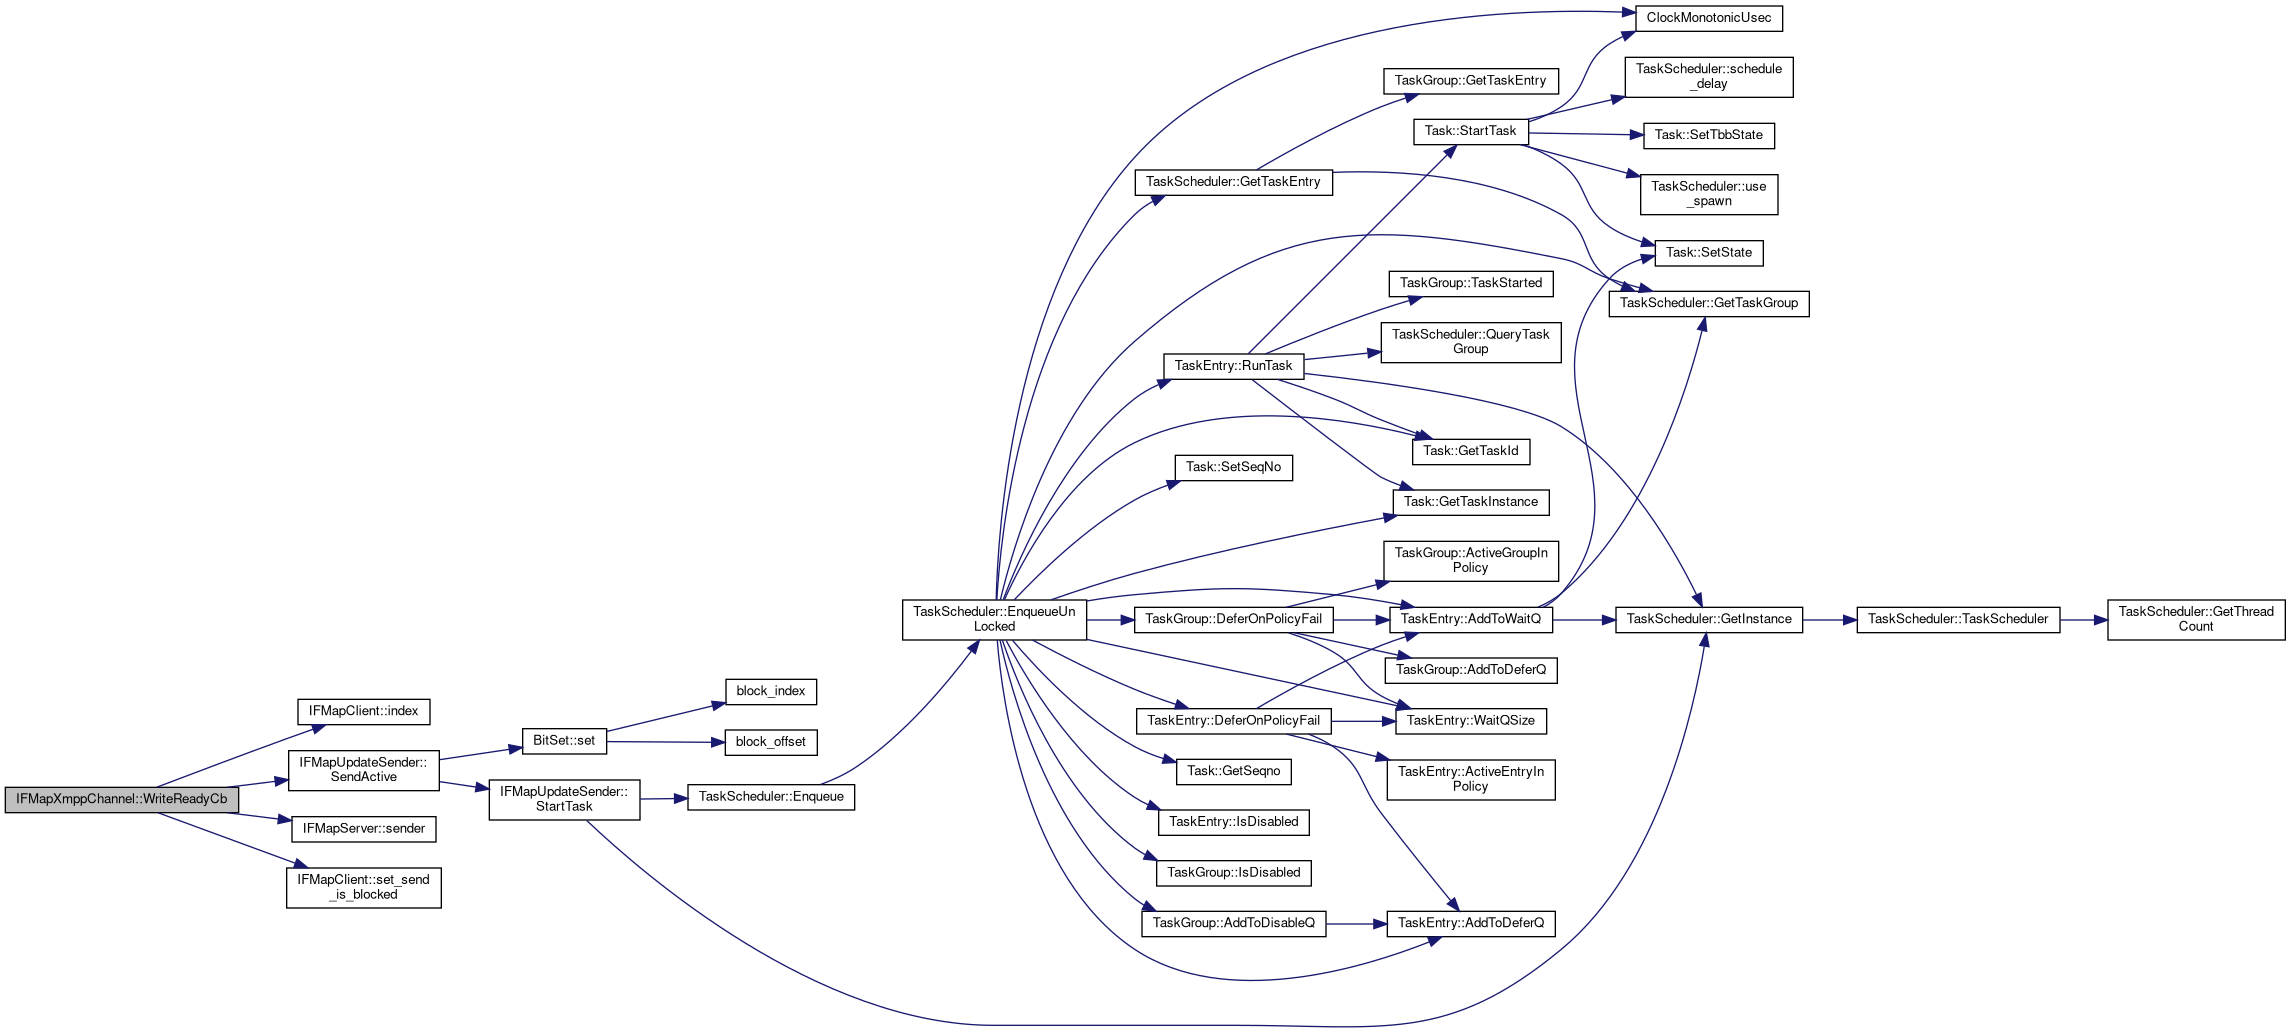 ClockMonotonicUsec
TaskScheduler::schedule
_delay
TaskGroup::GetTaskEntry
Task::StartTask
Task::SetTbbState
TaskScheduler::GetTaskEntry
TaskScheduler::use
_spawn
Task::SetState
TaskGroup::TaskStarted
TaskScheduler::GetTaskGroup
TaskScheduler::QueryTask
Group
TaskEntry::RunTask
Task::GetTaskId
Task::SetSeqNo
Task::GetTaskInstance
TaskGroup::ActiveGroupIn
Policy
TaskScheduler::EnqueueUn
Locked
TaskGroup::DeferOnPolicyFail
TaskEntry::AddToWaitQ
TaskScheduler::GetInstance
TaskScheduler::TaskScheduler
TaskScheduler::GetThread
Count
TaskGroup::AddToDeferQ
block_index
IFMapClient::index
TaskEntry::DeferOnPolicyFail
TaskEntry::WaitQSize
BitSet::set
block_offset
IFMapUpdateSender::
SendActive
Task::GetSeqno
TaskEntry::ActiveEntryIn
Policy
IFMapXmppChannel::WriteReadyCb
IFMapUpdateSender::
StartTask
TaskScheduler::Enqueue
IFMapServer::sender
TaskEntry::IsDisabled
TaskGroup::IsDisabled
IFMapClient::set_send
_is_blocked
TaskGroup::AddToDisableQ
TaskEntry::AddToDeferQ